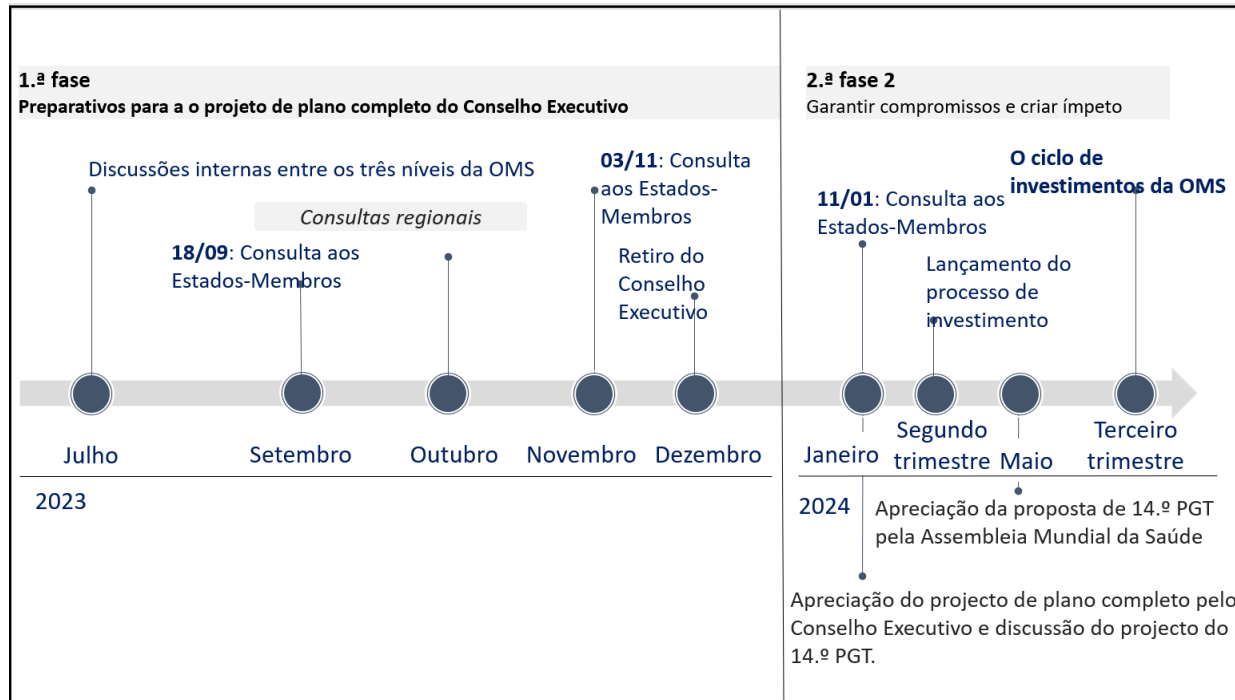 1.ª fase
Preparativos para a o projeto de plano completo do Conselho Executivo
Discussões internas entre os três níveis da OMS
Consultas regionais
18/09: Consulta aos
Estados-Membros
03/11: Consulta
aos Estados-
Membros
Retiro do
Conselho
Executivo
Julho
Setembro
Outubro
Novembro
Dezembro
2023
2.ª fase 2
Garantir compromissos e criar ímpeto
O ciclo de
investimentos da OMS
11/01: Consulta aos
Estados-Membros
Lançamento do
processo de
investimento
Janeiro
Segundo
trimestre
Maio
Terceiro
trimestre
2024
Apreciação da proposta de 14.º PGT
pela Assembleia Mundial da Saúde
Apreciação do projecto de plano completo pelo
Conselho Executivo e discussão do projecto do
14.º PGT.